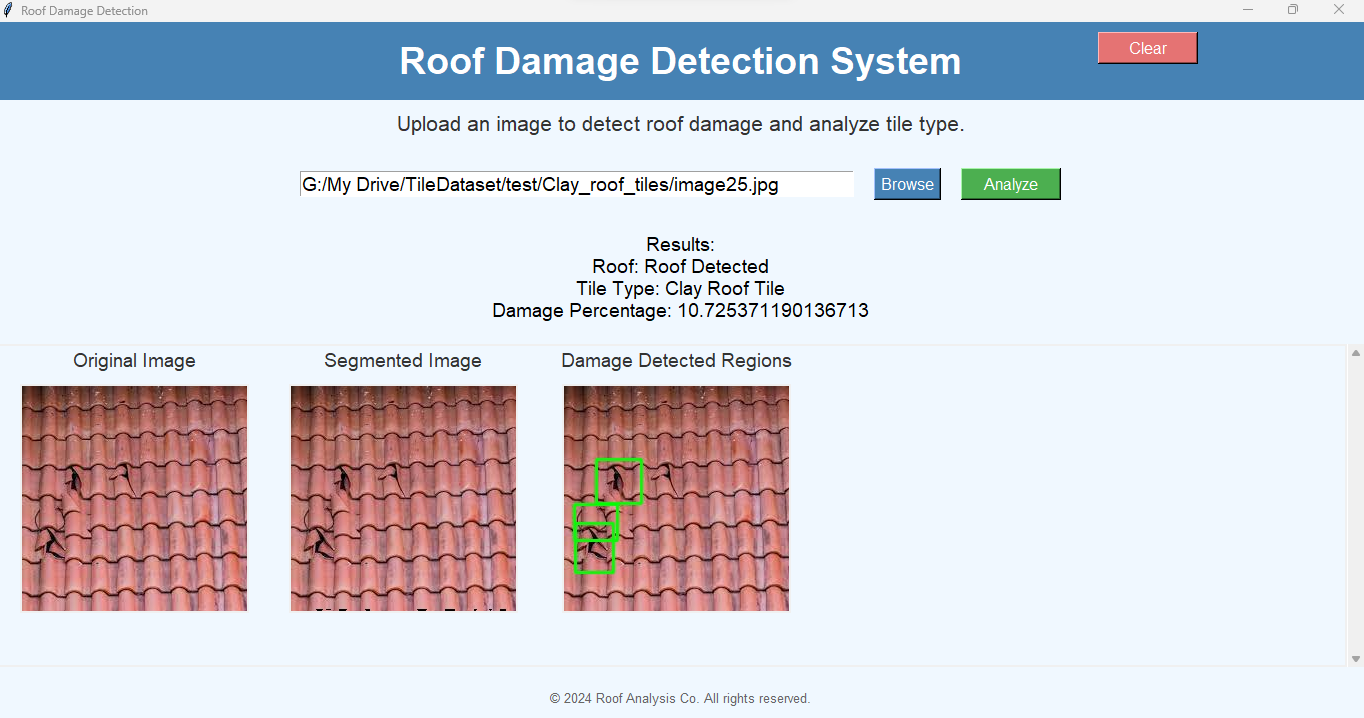 Roof Damage Detection
Roof Damage Detection System
Clear
Upload an image to detect roof damage and analyze tile type.
G:/My Drive/TileDataset/test/Clay_roof_tiles/image25.jpg
Browse
Analyze
Results:
Roof: Roof Detected
Tile Type: Clay Roof Tile
Damage Percentage: 10.725371190136713
Original Image
Segmented Image
Damage Detected Regions
© 2024 Roof Analysis Co. All rights reserved.